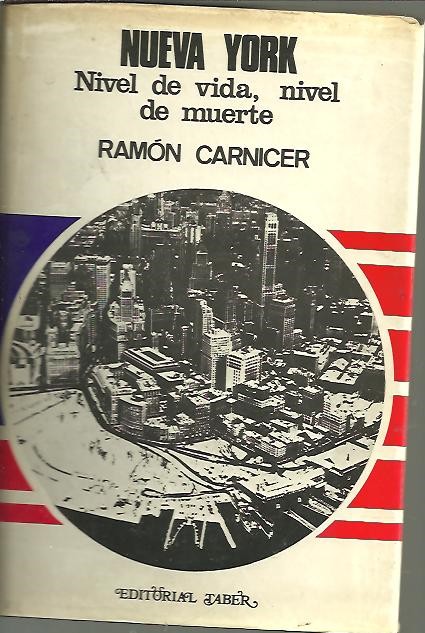 NUEVA YORK
Nivel de vida, nivel
de muerte
RAMÓN CARNICER
EDITORIAL TABER